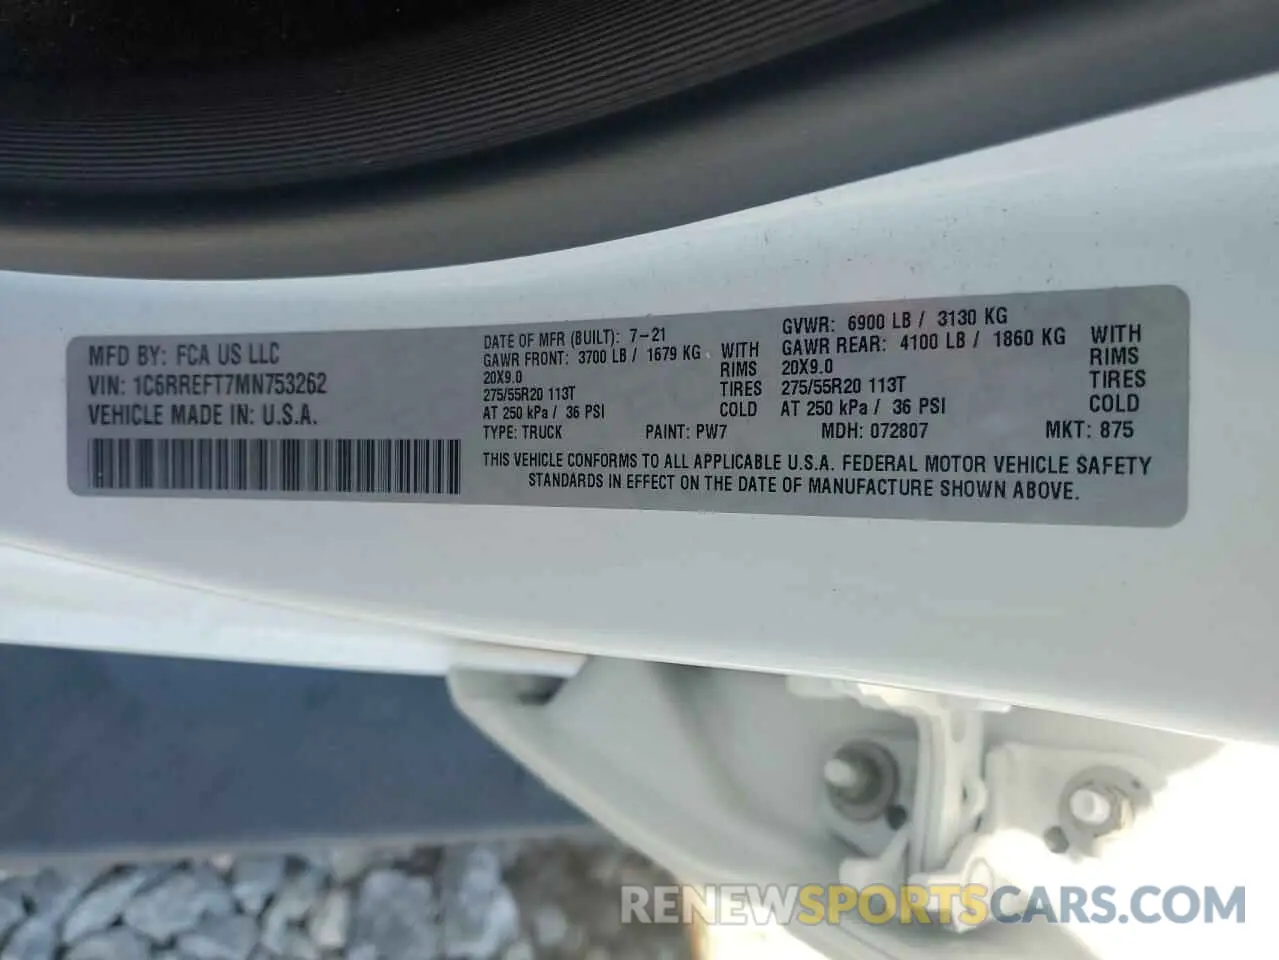 MFD BY: FCA US LLC
VIN: 1C6RREFT7MN753262
VEHICLE MADE IN: U.S.A.
DATE OF MFR (BUILT): 7-21
GAWR FRONT: 3700 LB / 1679 KG WITH
20X9.0 RIMS
275/55R20 113T TIRES
AT 250 kPa / 36 PSI COLD
GVWR: 6900 LB / 3130 KG
GAWR REAR: 4100 LB / 1860 KG WITH
20X9.0 RIMS
275/55R20 113T TIRES
AT 250 kPa / 36 PSI COLD
TYPE: TRUCK PAINT: PW7 MDH: 072807 MKT: 875
THIS VEHICLE CONFORMS TO ALL APPLICABLE U.S.A. FEDERAL MOTOR VEHICLE SAFETY
STANDARDS IN EFFECT ON THE DATE OF MANUFACTURE SHOWN ABOVE.
RENEWSPORTSCARS.COM